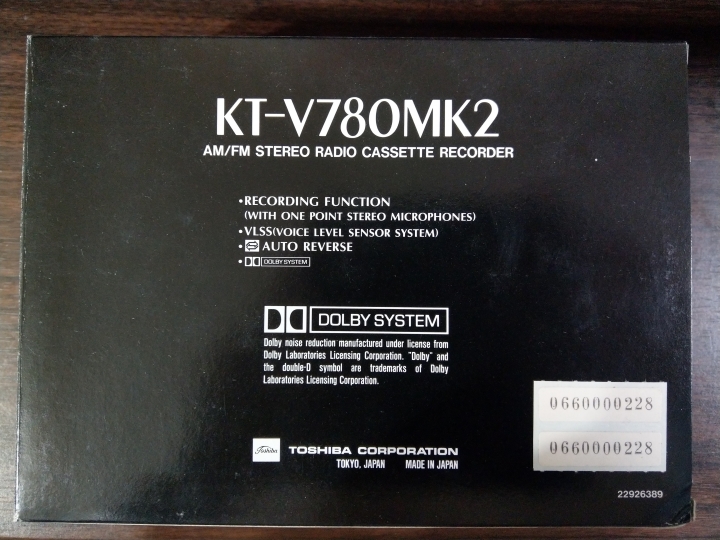 KT-V780MK2
AM/FM STEREO RADIO CASSETTE RECORDER
•RECORDING FUNCTION
(WITH ONE POINT STEREO MICROPHONES)
•VLSS(VOICE LEVEL SENSOR SYSTEM)
•AUTO REVERSE
•DOLBY SYSTEM
DOLBY SYSTEM
Dolby noise reduction manufactured under license from
Dolby Laboratories Licensing Corporation. "Dolby" and
the double-D symbol are trademarks of Dolby
Laboratories Licensing Corporation.
0660000228
0660000228
Toshiba TOSHIBA CORPORATION
TOKYO, JAPAN MADE IN JAPAN
22926389